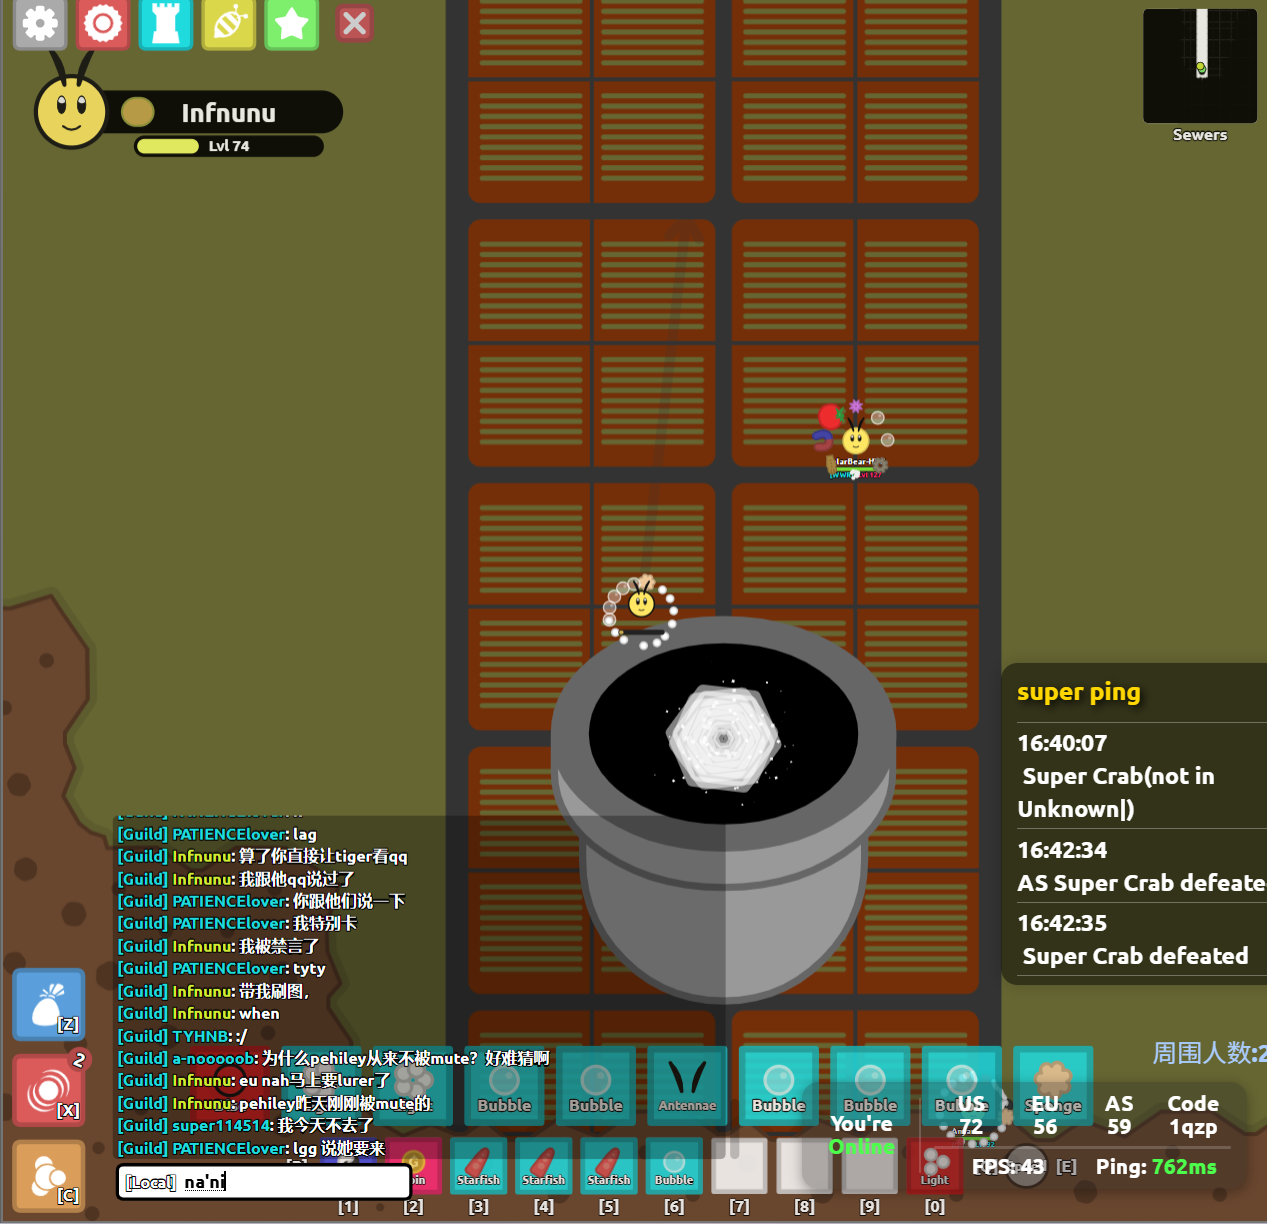 Infnunu
Lvl 74
Sewers
super ping
16:40:07
Super Crab(not in
Unknown|)
16:42:34
AS Super Crab defeate
16:42:35
Super Crab defeated
[Guild] PATIENCElover: lag
[Guild] Infnunu: 算了你直接让tiger看qq
[Guild] Infnunu: 我跟他qq说过了
[Guild] PATIENCElover: 你跟他们说一下
[Guild] PATIENCElover: 我特别卡
[Guild] Infnunu: 我被禁言了
[Guild] PATIENCElover: tyty
[Guild] Infnunu: 带我刷图,
[Guild] Infnunu: when
[Guild] TYHNB: :/
[Guild] a-nooooob: 为什么pehiley从来不被mute? 好难猜啊
[Guild] Infnunu: eu nah马上要lurer了
[Guild] Infnunu: pehiley昨天刚刚被mute的
[Guild] super114514: 我今天不去了
[Guild] PATIENCElover: lgg 说她要来
[Local] na'ni
[Z]
2
[X]
[C]
周围人数:2
Bubble
Bubble
Antennae
Bubble
Bubble
US
EU
AS
Code
72
56
59
1qzp
You're
Online
FPS: 43
[E]
Ping: 762ms
Starfish
Starfish
Starfish
Bubble
Light
[1]
[2]
[3]
[4]
[5]
[6]
[7]
[8]
[9]
[0]